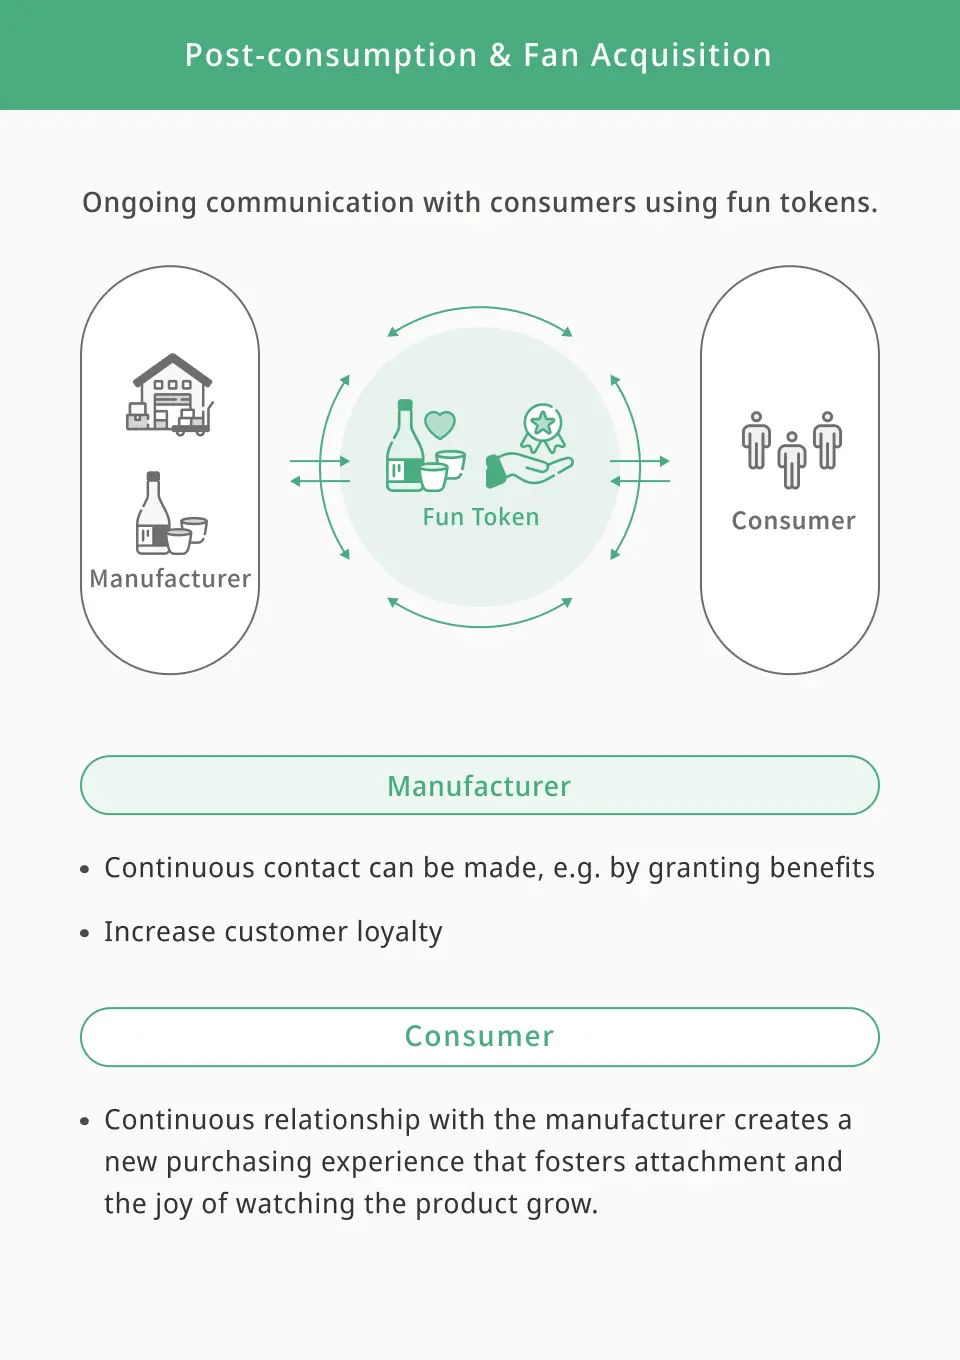 Post-consumption & Fan Acquisition
Ongoing communication with consumers using fun tokens.
Manufacturer
Fun Token
Consumer
Manufacturer
• Continuous contact can be made, e.g. by granting benefits
• Increase customer loyalty
Consumer
• Continuous relationship with the manufacturer creates a
new purchasing experience that fosters attachment and
the joy of watching the product grow.